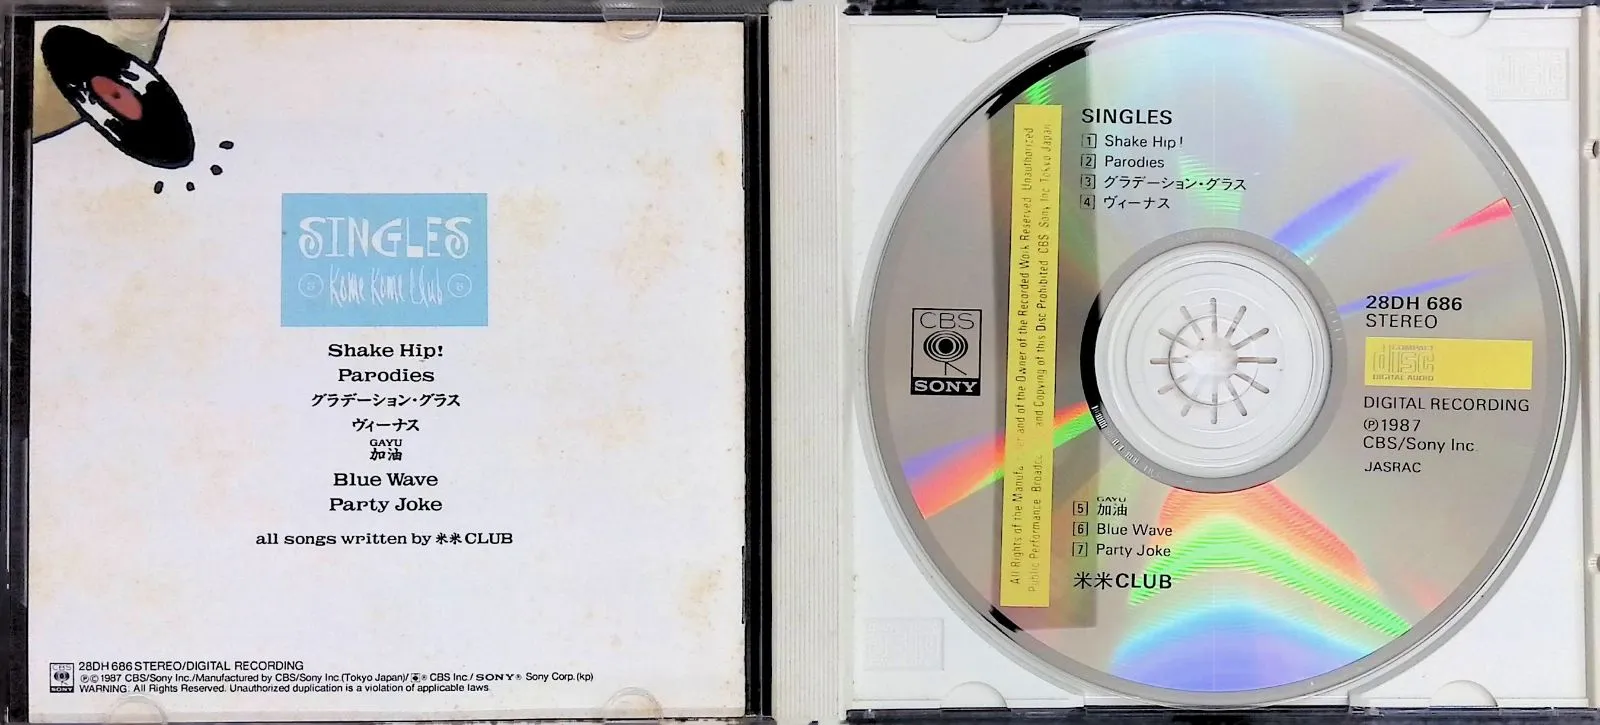 SINGLES
Kome Kome Club
Shake Hip!
Parodies
グラデーション・グラス
ヴィーナス
GAYU
加油
Blue Wave
Party Joke
all songs written by 米米CLUB
CBS
SONY
28DH 686 STEREO/DIGITAL RECORDING
Ⓟ©1987 CBS/Sony Inc./Manufactured by CBS/Sony Inc.(Tokyo Japan)/ ® CBS Inc./SONY® Sony Corp.(kp)
WARNING: All Rights Reserved. Unauthorized duplication is a violation of applicable laws.
SINGLES
1 Shake Hip!
2 Parodies
3 グラデーション・グラス
4 ヴィーナス
All Rights of the Manufa er and of the Owner of the Recorded Work Reserved Unauthorized
Public Performance Broadc and Copying of this Disc Prohibited CBS Sony Inc Tokyo Japan
CBS
SONY
28DH 686
STEREO
COMPACT
disc
DIGITAL AUDIO
DIGITAL RECORDING
Ⓟ1987
CBS/Sony Inc.
JASRAC
GAYU
5 加油
6 Blue Wave
7 Party Joke
米米CLUB